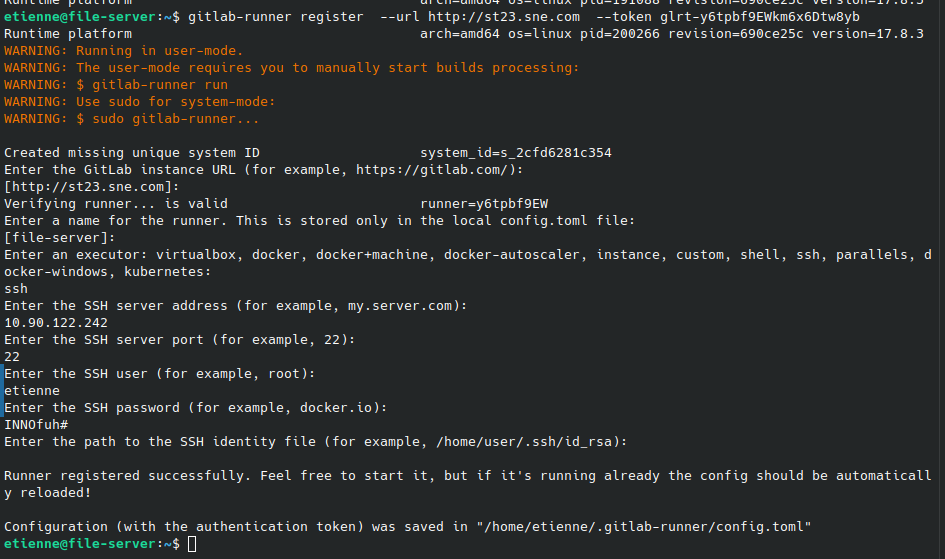 Runtime platform                                    arch=amd64 os=linux pid=191088 revision=690ce25c version=17.8.3
etienne@file-server:~$ gitlab-runner register  --url http://st23.sne.com  --token glrt-y6tpbf9EWkm6x6Dtw8yb
Runtime platform                                    arch=amd64 os=linux pid=200266 revision=690ce25c version=17.8.3
WARNING: Running in user-mode.
WARNING: The user-mode requires you to manually start builds processing:
WARNING: $ gitlab-runner run
WARNING: Use sudo for system-mode:
WARNING: $ sudo gitlab-runner...

Created missing unique system ID                    system_id=s_2cfd6281c354
Enter the GitLab instance URL (for example, https://gitlab.com/):
[http://st23.sne.com]:
Verifying runner... is valid                        runner=y6tpbf9EW
Enter a name for the runner. This is stored only in the local config.toml file:
[file-server]:
Enter an executor: virtualbox, docker, docker+machine, docker-autoscaler, instance, custom, shell, ssh, parallels, d
ocker-windows, kubernetes:
ssh
Enter the SSH server address (for example, my.server.com):
10.90.122.242
Enter the SSH server port (for example, 22):
22
Enter the SSH user (for example, root):
etienne
Enter the SSH password (for example, docker.io):
INNOfuh#
Enter the path to the SSH identity file (for example, /home/user/.ssh/id_rsa):

Runner registered successfully. Feel free to start it, but if it's running already the config should be automaticall
y reloaded!

Configuration (with the authentication token) was saved in "/home/etienne/.gitlab-runner/config.toml"
etienne@file-server:~$